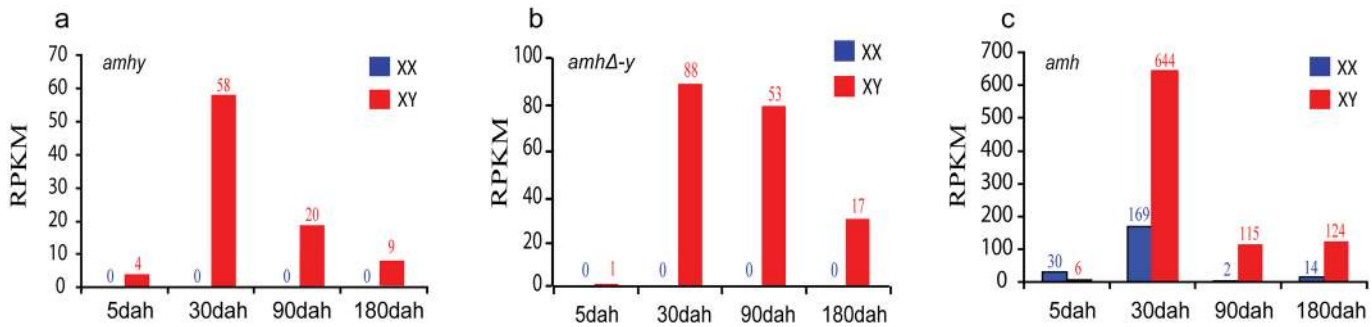 a
amhy
XX
XY
RPKM
70
60
50
40
30
20
10
0
0 4
0 58
0 20
0 9
5dah 30dah 90dah 180dah
b
amhΔ-y
XX
XY
RPKM
100
80
60
40
20
0
0 1
0 88
0 53
0 17
5dah 30dah 90dah 180dah
c
amh
XX
XY
RPKM
700
600
500
400
300
200
100
0
30 6
169 644
2 115
14 124
5dah 30dah 90dah 180dah